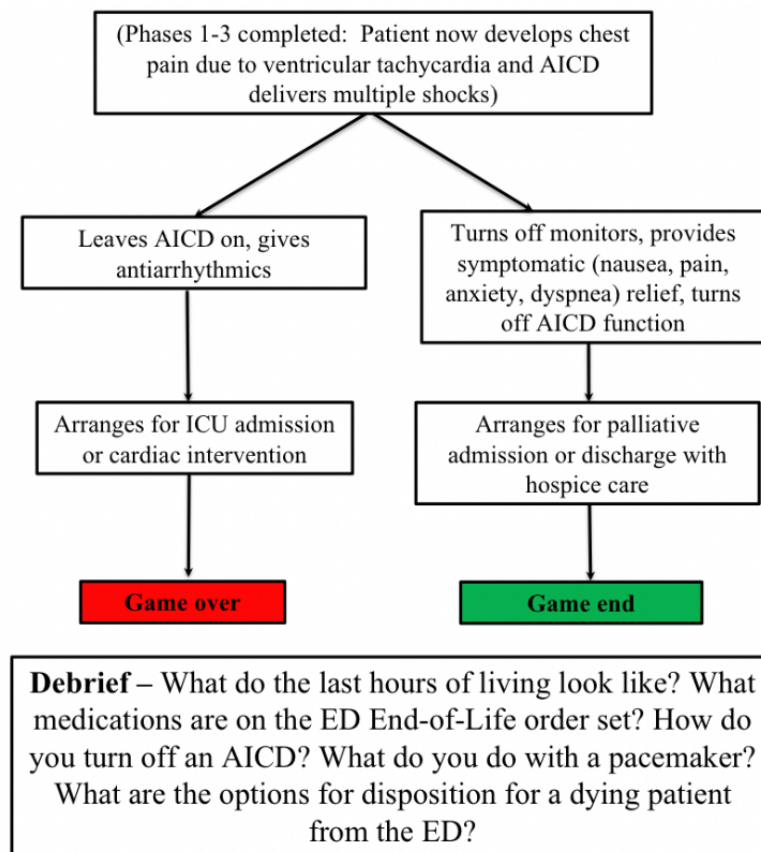 (Phases 1-3 completed:  Patient now develops chest
pain due to ventricular tachycardia and AICD
delivers multiple shocks)
Leaves AICD on, gives
antiarrhythmics
Turns off monitors, provides
symptomatic (nausea, pain,
anxiety, dyspnea) relief, turns
off AICD function
Arranges for ICU admission
or cardiac intervention
Arranges for palliative
admission or discharge with
hospice care
Game over
Game end
Debrief – What do the last hours of living look like? What
medications are on the ED End-of-Life order set? How do
you turn off an AICD? What do you do with a pacemaker?
What are the options for disposition for a dying patient
from the ED?